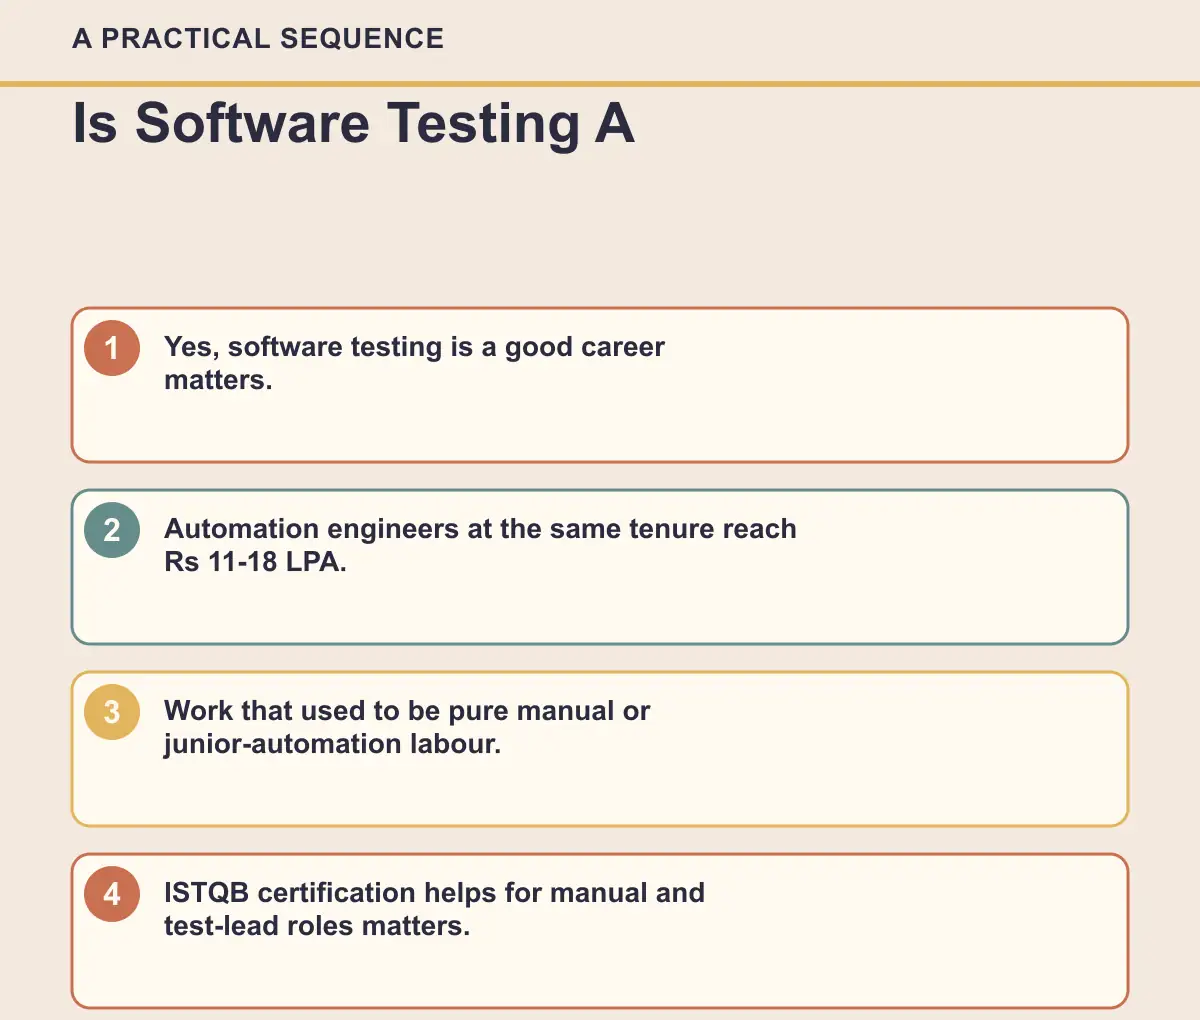 A PRACTICAL SEQUENCE
Is Software Testing A
1
Yes, software testing is a good career
matters.
2
Automation engineers at the same tenure reach
Rs 11-18 LPA.
3
Work that used to be pure manual or
junior-automation labour.
4
ISTQB certification helps for manual and
test-lead roles matters.